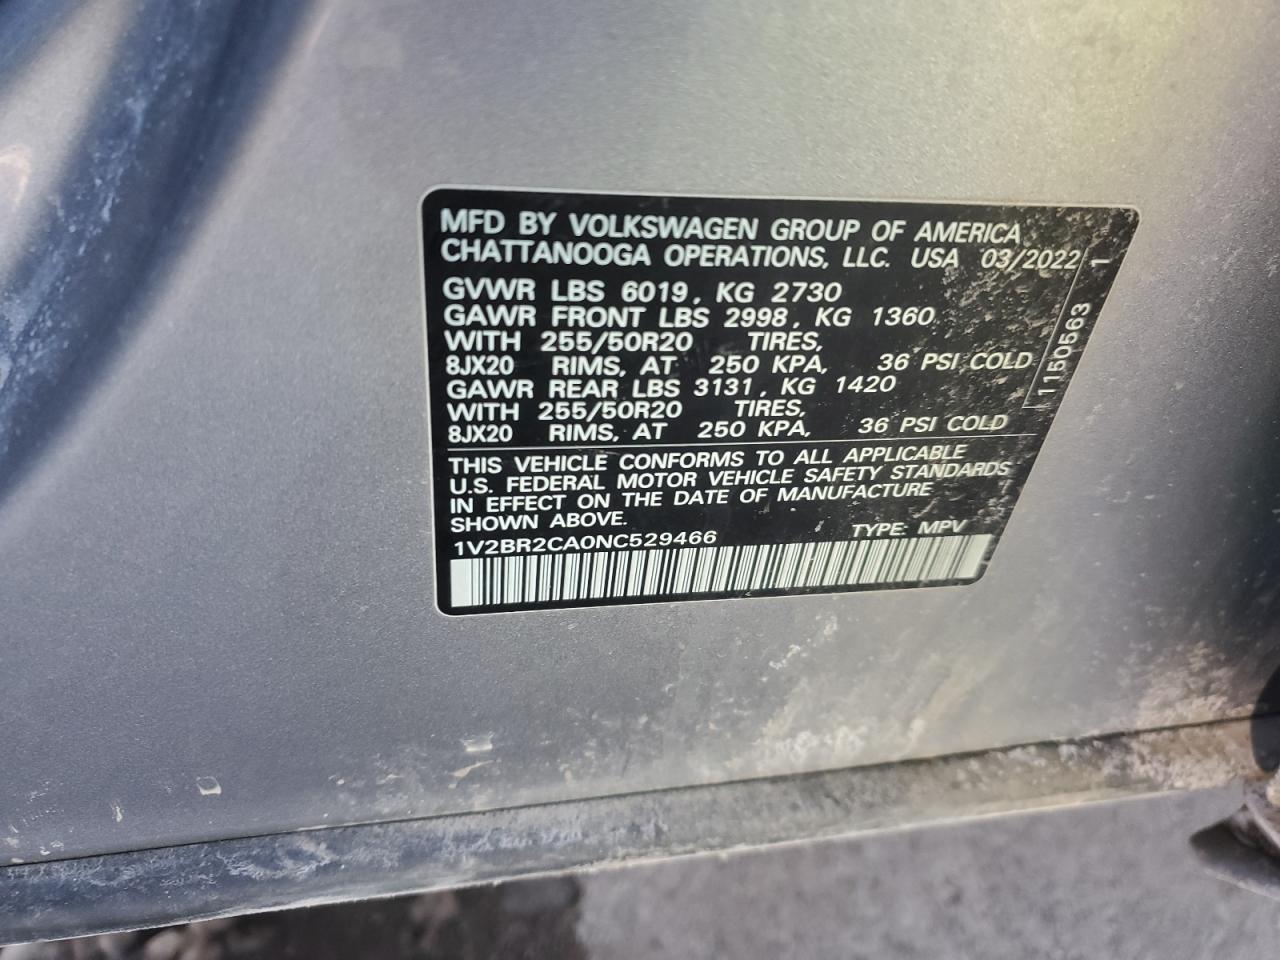 MFD BY VOLKSWAGEN GROUP OF AMERICA
CHATTANOOGA OPERATIONS, LLC. USA 03/2022
GVWR LBS 6019, KG 2730
GAWR FRONT LBS 2998, KG 1360
WITH 255/50R20 TIRES,
8JX20 RIMS, AT 250 KPA, 36 PSI COLD
GAWR REAR LBS 3131, KG 1420
WITH 255/50R20 TIRES,
8JX20 RIMS, AT 250 KPA, 36 PSI COLD
1150563 1
THIS VEHICLE CONFORMS TO ALL APPLICABLE
U.S. FEDERAL MOTOR VEHICLE SAFETY STANDARDS
IN EFFECT ON THE DATE OF MANUFACTURE
SHOWN ABOVE. TYPE: MPV
1V2BR2CA0NC529466